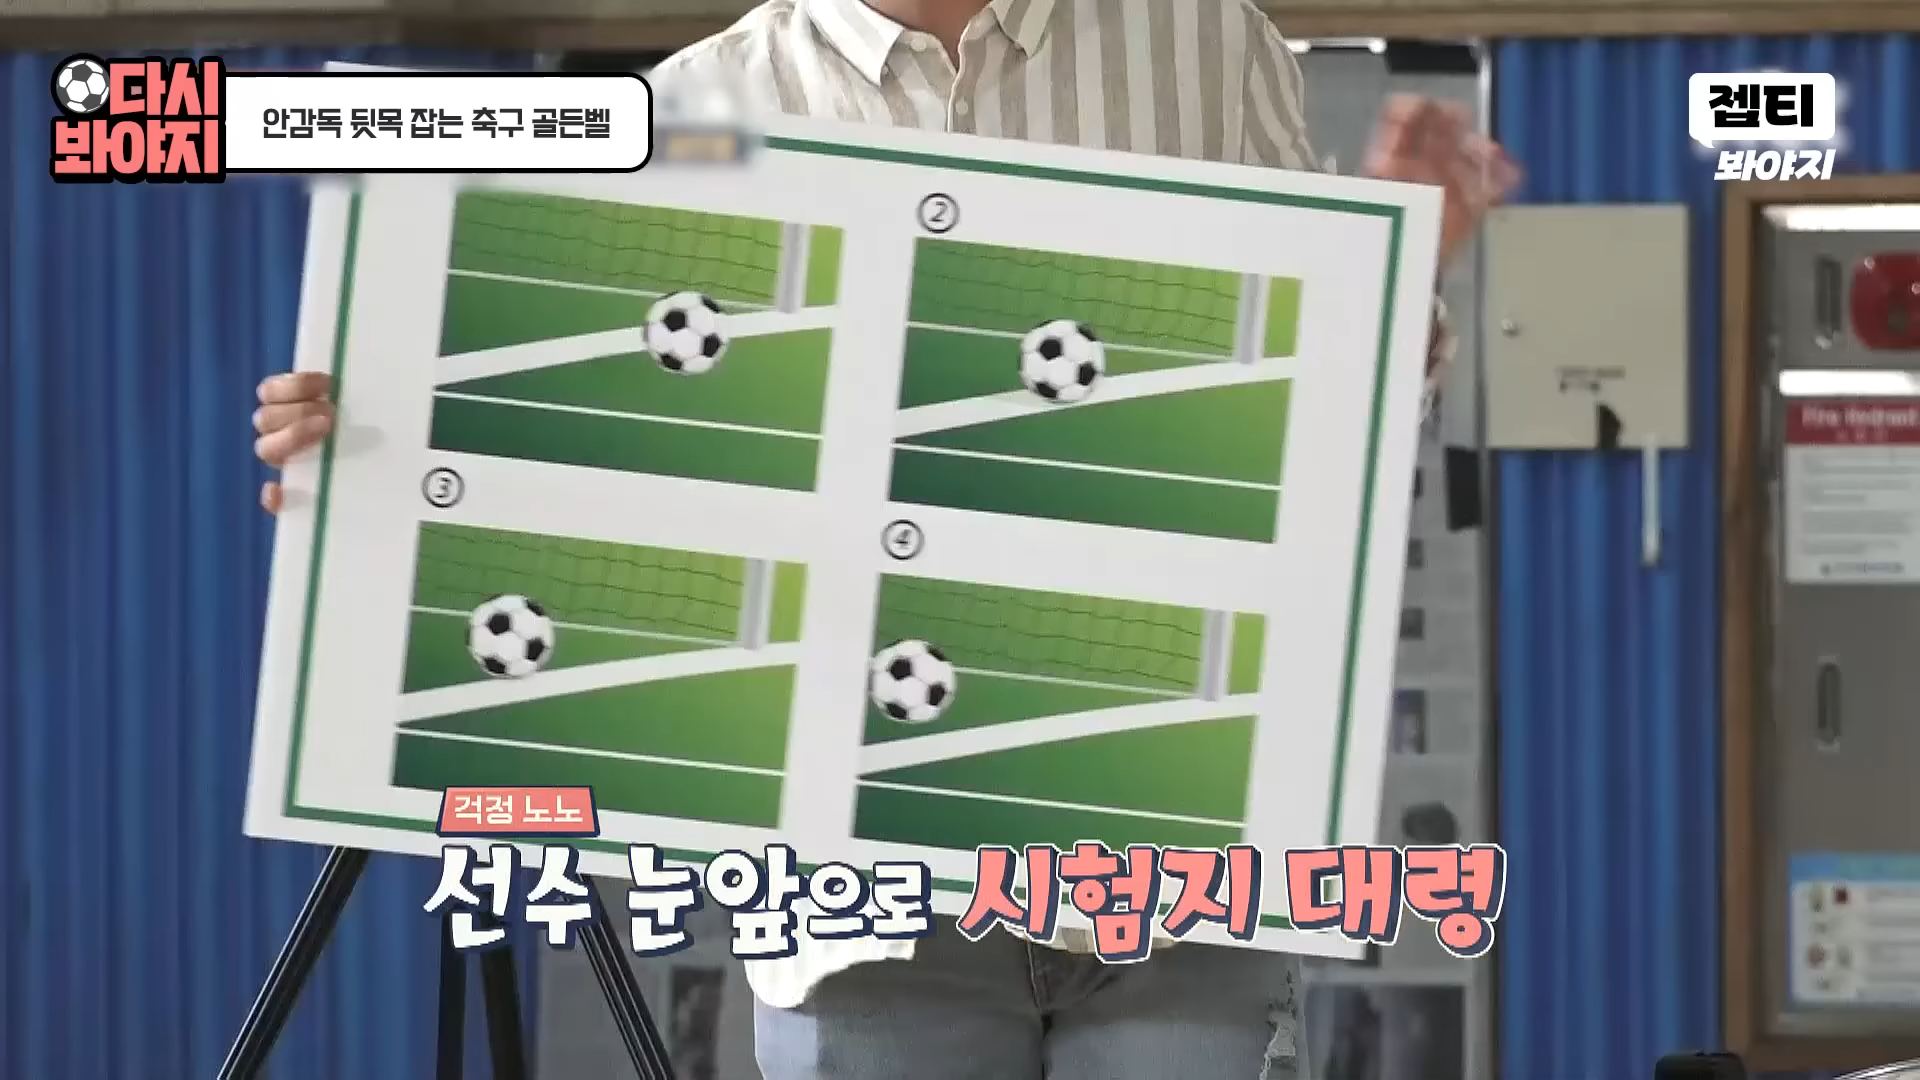 다시
봐야지
안감독 뒷목 잡는 축구 골든벨
젭티
봐야지
②
③
④
Fire Hydrant
걱정 노노
선수 눈앞으로 시험지 대령